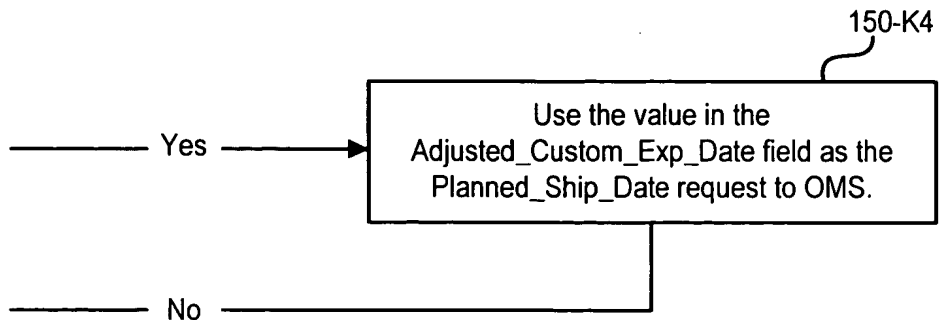 150-K4
Use the value in the
Yes
Adjusted_Custom_Exp_Date field as the
Planned_Ship_Date request to OMS.
No